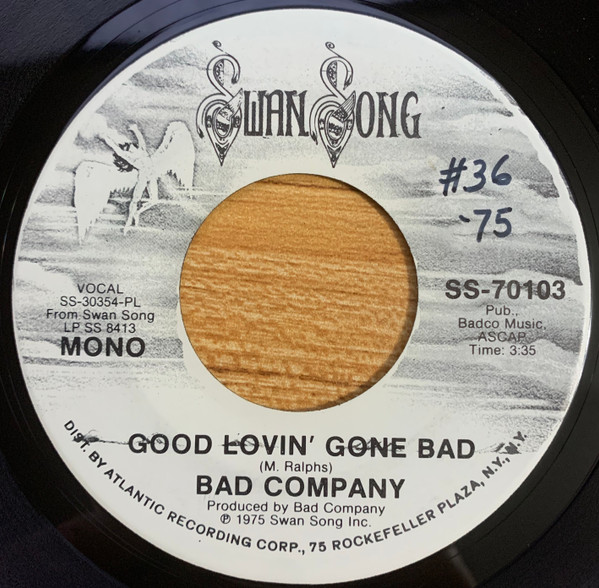 SWAN SONG
#36
'75
VOCAL
SS-30354-PL
From Swan Song
LP SS 8413
MONO
SS-70103
Pub.,
Badco Music,
ASCAP
Time: 3:35
GOOD LOVIN' GONE BAD
(M. Ralphs)
BAD COMPANY
Produced by Bad Company
℗ 1975 Swan Song Inc.
DIST. BY ATLANTIC RECORDING CORP., 75 ROCKEFELLER PLAZA, N.Y., N.Y.